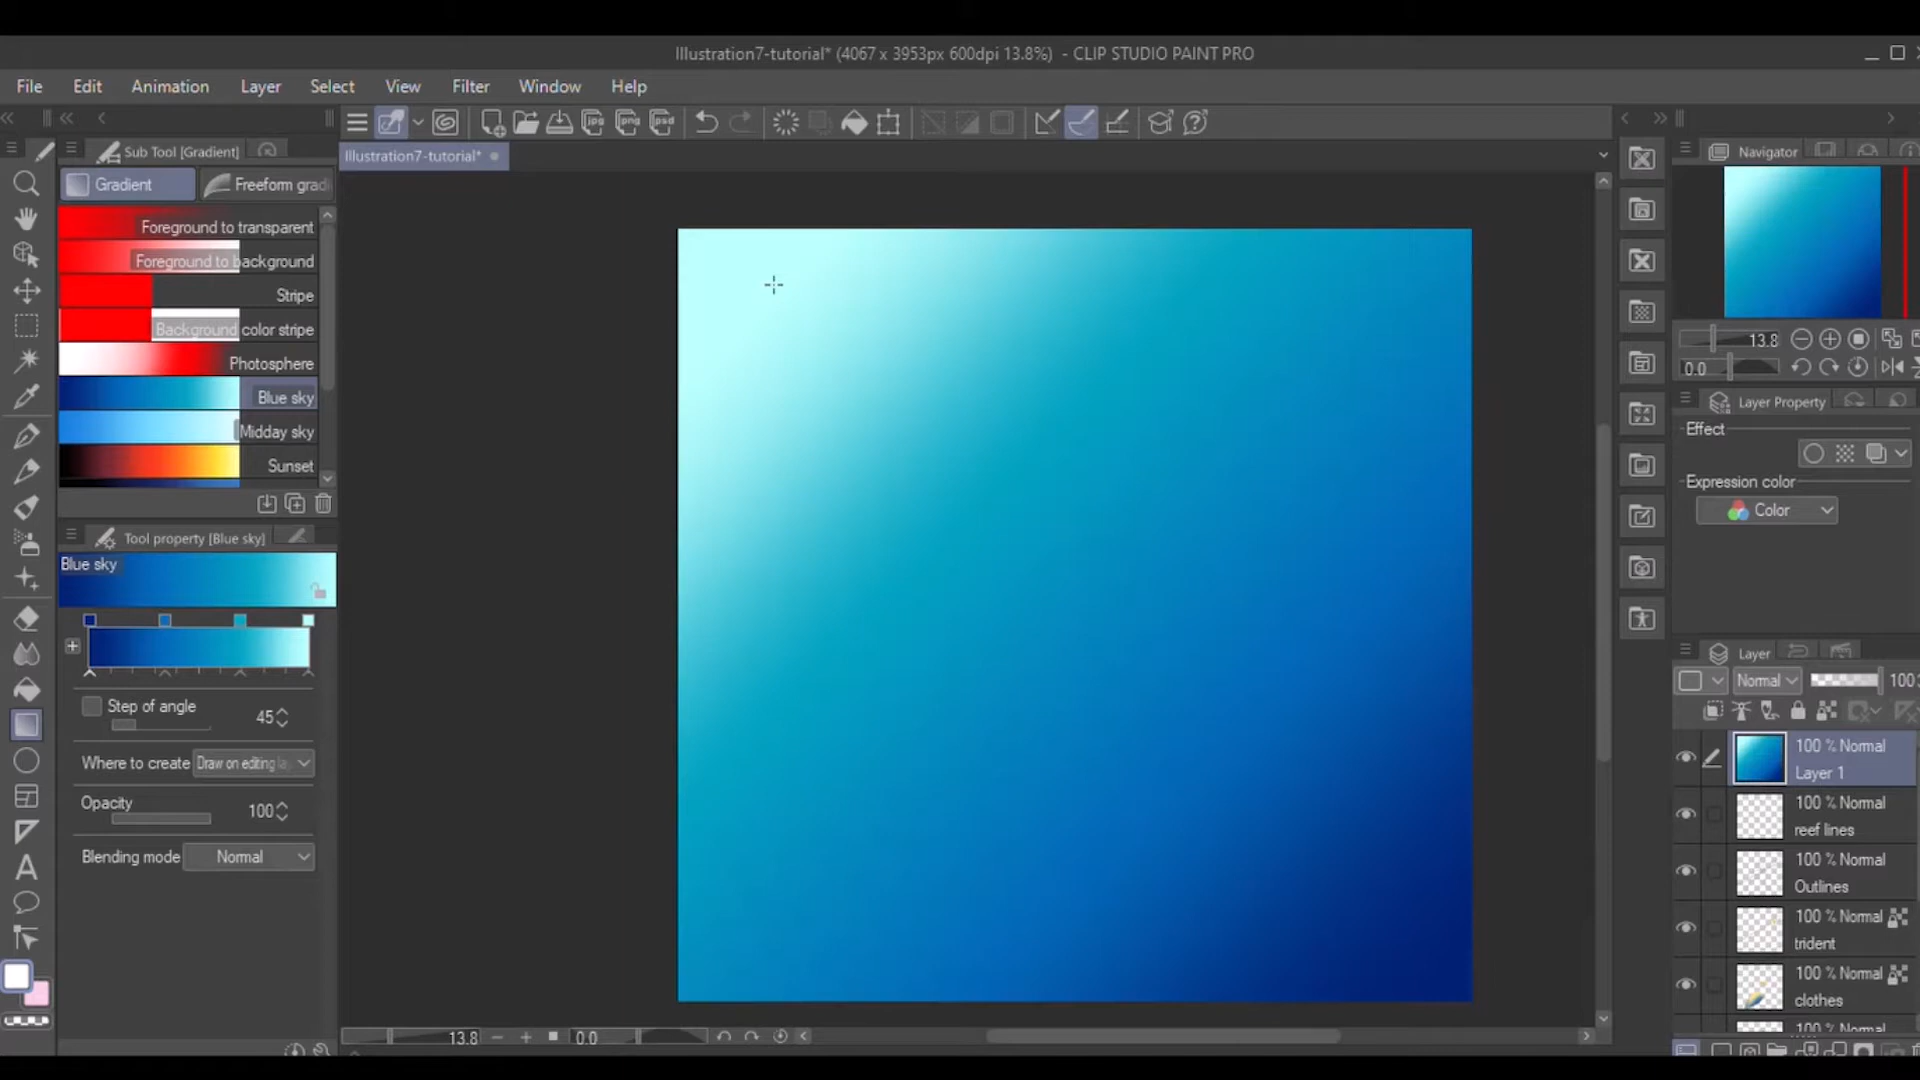 Illustration7-tutorial* (4067 x 3953px 600dpi 13.8%) - CLIP STUDIO PAINT PRO
File Edit Animation Layer Select View Filter Window Help
Illustration7-tutorial*
Sub Tool [Gradient]
Gradient
Freeform gradi
Foreground to transparent
Foreground to background
Stripe
Background color stripe
Photosphere
Blue sky
Midday sky
Sunset
Tool property [Blue sky]
Blue sky
Step of angle 45
Where to create Draw on editing la
Opacity 100
Blending mode Normal
13.8 0.0
Navigator
13.8
0.0
Layer Property
Effect
Expression color
Color
Layer
Normal 100
100 % Normal
Layer 1
100 % Normal
reef lines
100 % Normal
Outlines
100 % Normal
trident
100 % Normal
clothes
100 % Normal